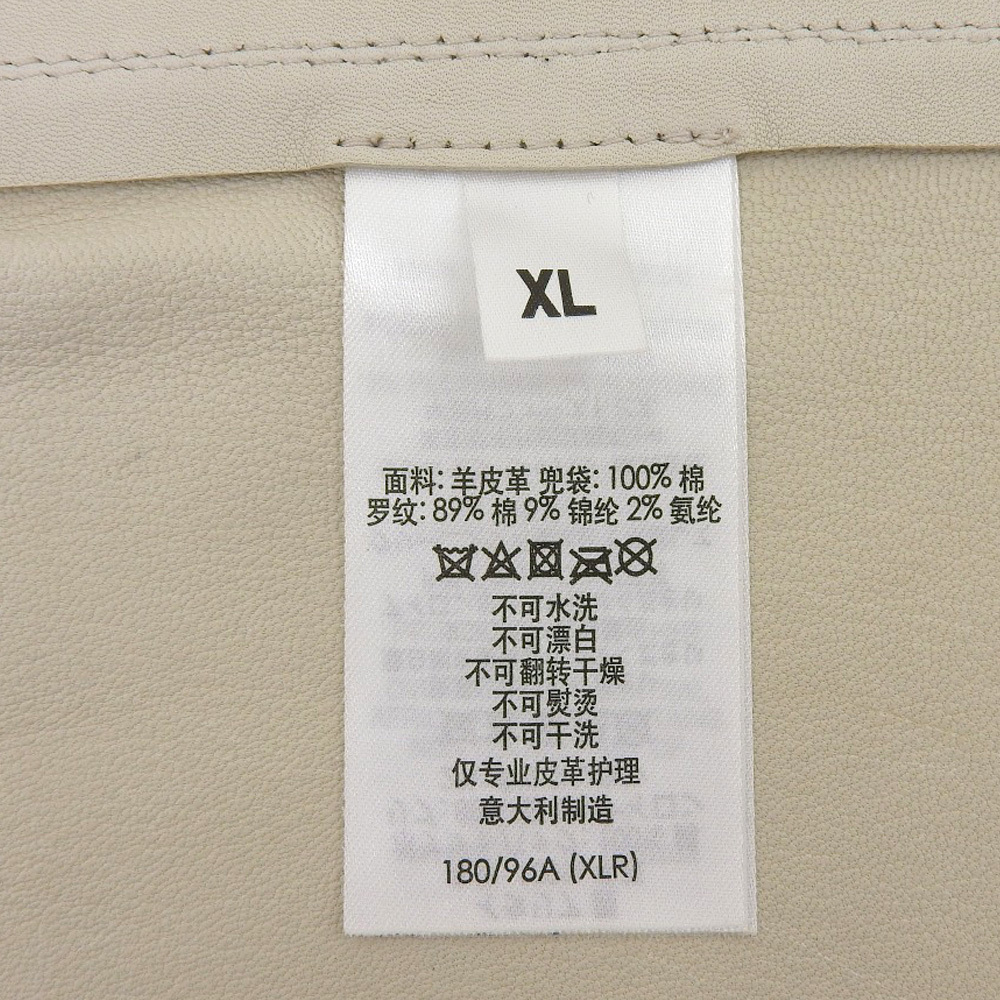 XL
面料: 羊皮革 兜袋: 100% 棉
罗纹: 89% 棉 9% 锦纶 2% 氨纶
不可水洗
不可漂白
不可翻转干燥
不可熨烫
不可干洗
仅专业皮革护理
意大利制造
180/96A (XLR)